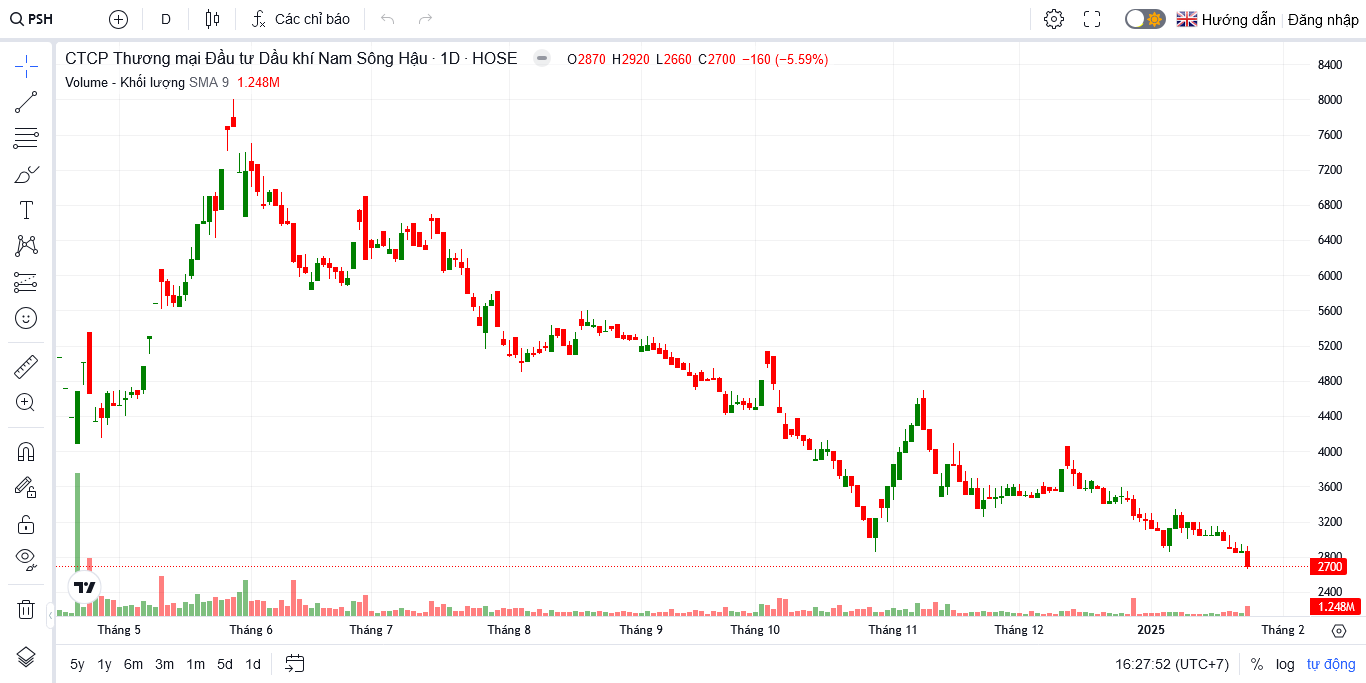 PSH D Các chỉ báo Hướng dẫn Đăng nhập
CTCP Thương mại Đầu tư Dầu khí Nam Sông Hậu · 1D · HOSE O2870 H2920 L2660 C2700 −160 (−5.59%)
Volume - Khối lượng SMA 9 1.248M
8400
8000
7600
7200
6800
6400
6000
5600
5200
4800
4400
4000
3600
3200
2800
2700
2400
1.248M
Tháng 5 Tháng 6 Tháng 7 Tháng 8 Tháng 9 Tháng 10 Tháng 11 Tháng 12 2025 Tháng 2
5y 1y 6m 3m 1m 5d 1d 16:27:52 (UTC+7) % log tự động